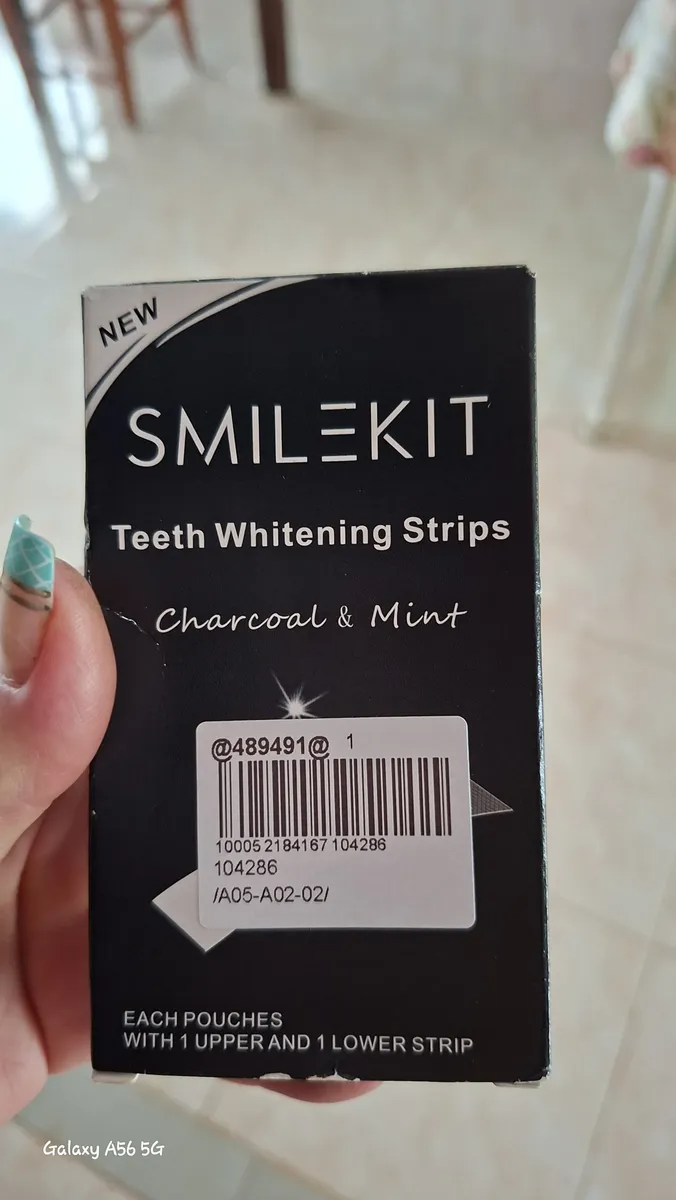 NEW
SMILEKIT
Teeth Whitening Strips
Charcoal & Mint
@489491@ 1
10005 2184167 104286
104286
/A05-A02-02/
EACH POUCHES
WITH 1 UPPER AND 1 LOWER STRIP
Galaxy A56 5G